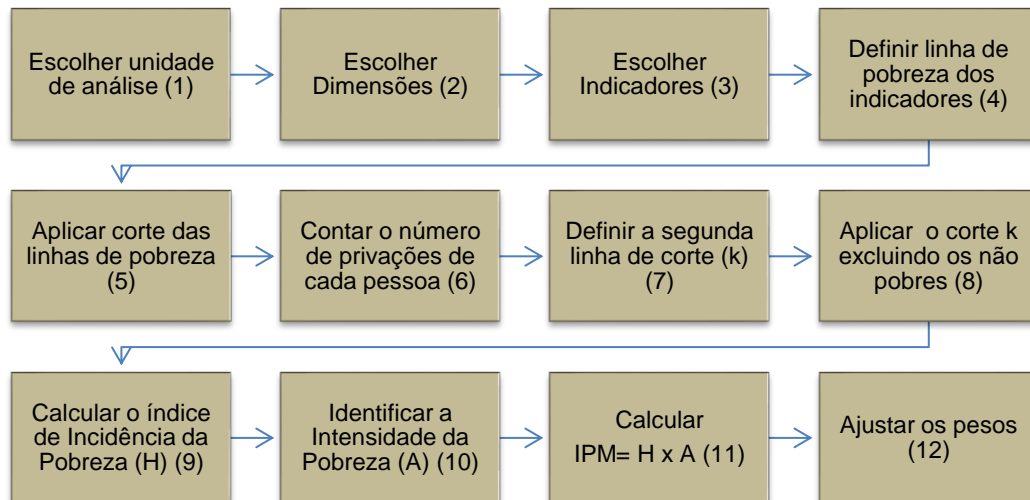 Escolher unidade
de análise (1)
Escolher
Dimensões (2)
Escolher
Indicadores (3)
Definir linha de
pobreza dos
indicadores (4)
Aplicar corte das
linhas de pobreza
(5)
Contar o número
de privações de
cada pessoa (6)
Definir a segunda
linha de corte (k)
(7)
Aplicar o corte k
excluindo os não
pobres (8)
Calcular o índice
de Incidência da
Pobreza (H) (9)
Identificar a
Intensidade da
Pobreza (A) (10)
Calcular
IPM= H x A (11)
Ajustar os pesos
(12)